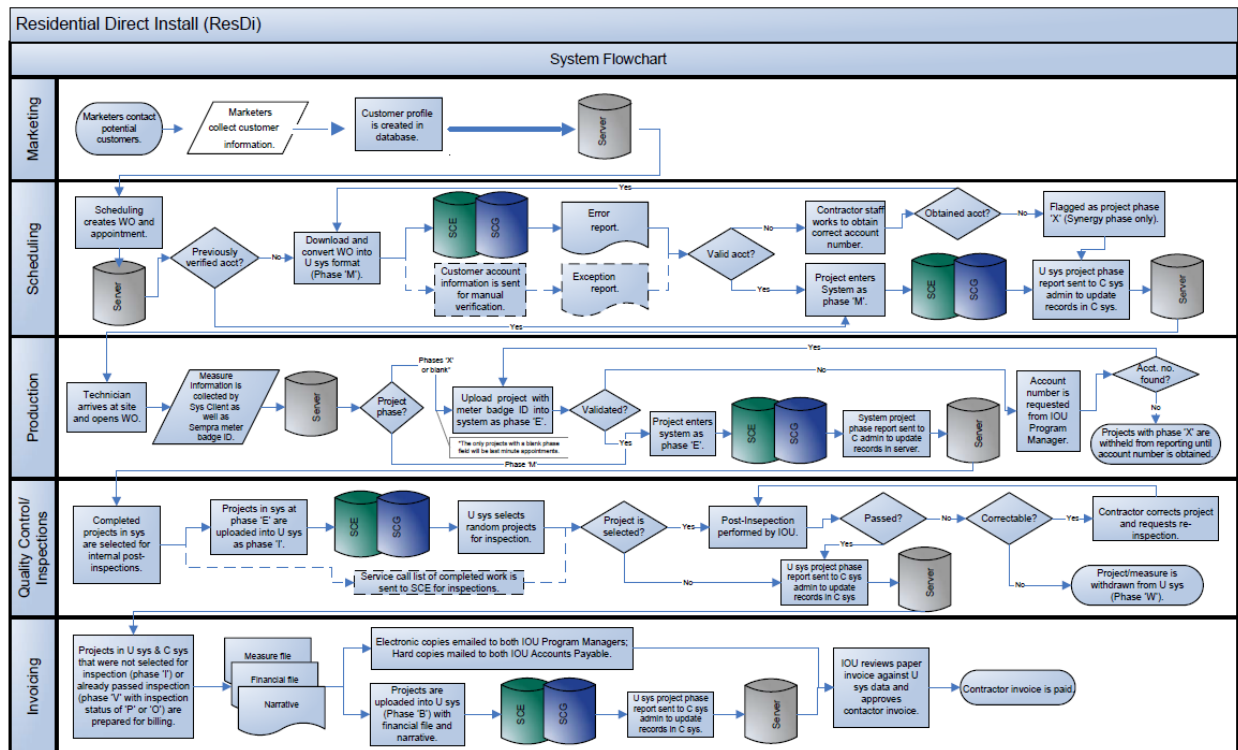 Residential Direct Install (ResDi)
System Flowchart
Marketing
Marketers contact
potential
customers.
Marketers
collect customer
information.
Customer profile
is created in
database.
Server
Scheduling
Scheduling
creates WO and
appointment.
Server
Previously
verified acct?
No
Download and
convert WO into
U sys format
(Phase 'M').
Yes
SCE
SCG
Customer account
information is sent
for manual
verification.
Error
report.
Exception
report.
Valid acct?
No
Yes
Contractor staff
works to obtain
correct account
number.
Project enters
System as
phase 'M'.
Obtained acct?
No
Flagged as project phase
'X' (Synergy phase only).
SCE
SCG
U sys project phase
report sent to C sys
admin to update
records in C sys.
Server
Yes
Production
Technician
arrives at site
and opens WO.
Measure
Information is
collected by
Sys Client as
well as
Sempra meter
badge ID.
Server
Project
phase?
Phases 'X'
or blank*
Upload project with
meter badge ID into
system as phase 'E'.
*The only projects with a blank phase
field will be last minute appointments.
Phase 'M'
Validated?
Yes
No
Yes
Project enters
system as
phase 'E'.
SCE
SCG
System project
phase report sent to
C admin to update
records in server.
Server
Account
number is
requested
from IOU
Program
Manager.
Acct. no.
found?
No
Projects with phase 'X' are
withheld from reporting until
account number is obtained.
Quality Control/
Inspections
Completed
projects in sys
are selected for
internal post-
inspections.
Projects in sys at
phase 'E' are
uploaded into U sys
as phase 'I'.
SCE
SCG
U sys selects
random projects
for inspection.
Service call list of completed work is
sent to SCE for inspections.
Project is
selected?
Yes
No
Post-Insepection
performed by IOU.
Passed?
Yes
No
U sys project phase
report sent to C sys
admin to update
records in C sys
Server
Correctable?
Yes
No
Contractor corrects project
and requests re-
inspection.
Project/measure is
withdrawn from U sys
(Phase 'W').
Invoicing
Projects in U sys & C sys
that were not selected for
inspection (phase 'I') or
already passed inspection
(phase 'V' with inspection
status of 'P' or 'O') are
prepared for billing.
Measure file
Financial file
Narrative
Electronic copies emailed to both IOU Program Managers;
Hard copies mailed to both IOU Accounts Payable.
Projects are
uploaded into U sys
(Phase 'B') with
financial file and
narrative.
SCE
SCG
U sys project phase
report sent to C sys
admin to update
records in C sys.
Server
IOU reviews paper
invoice against U
sys data and
approves
contactor invoice.
Contractor invoice is paid.